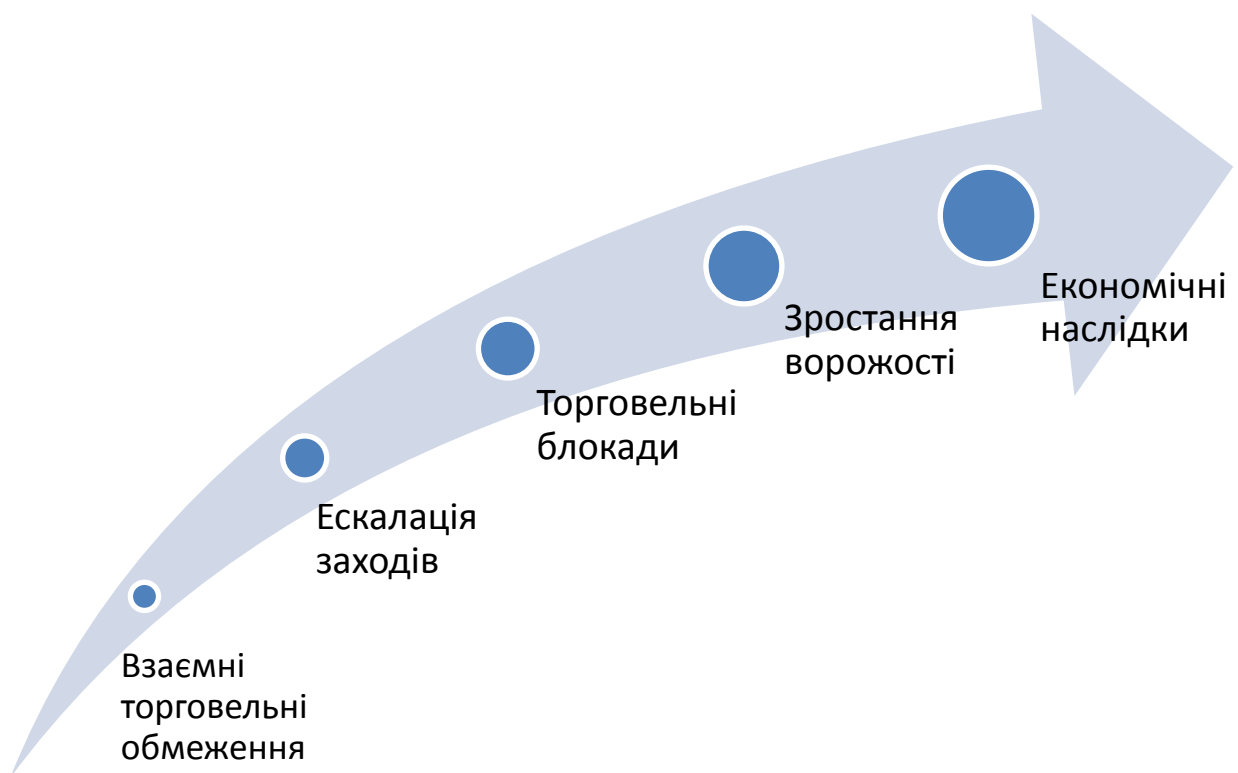 Взаємні
торговельні
обмеження
Ескалація
заходів
Торговельні
блокади
Зростання
ворожості
Економічні
наслідки